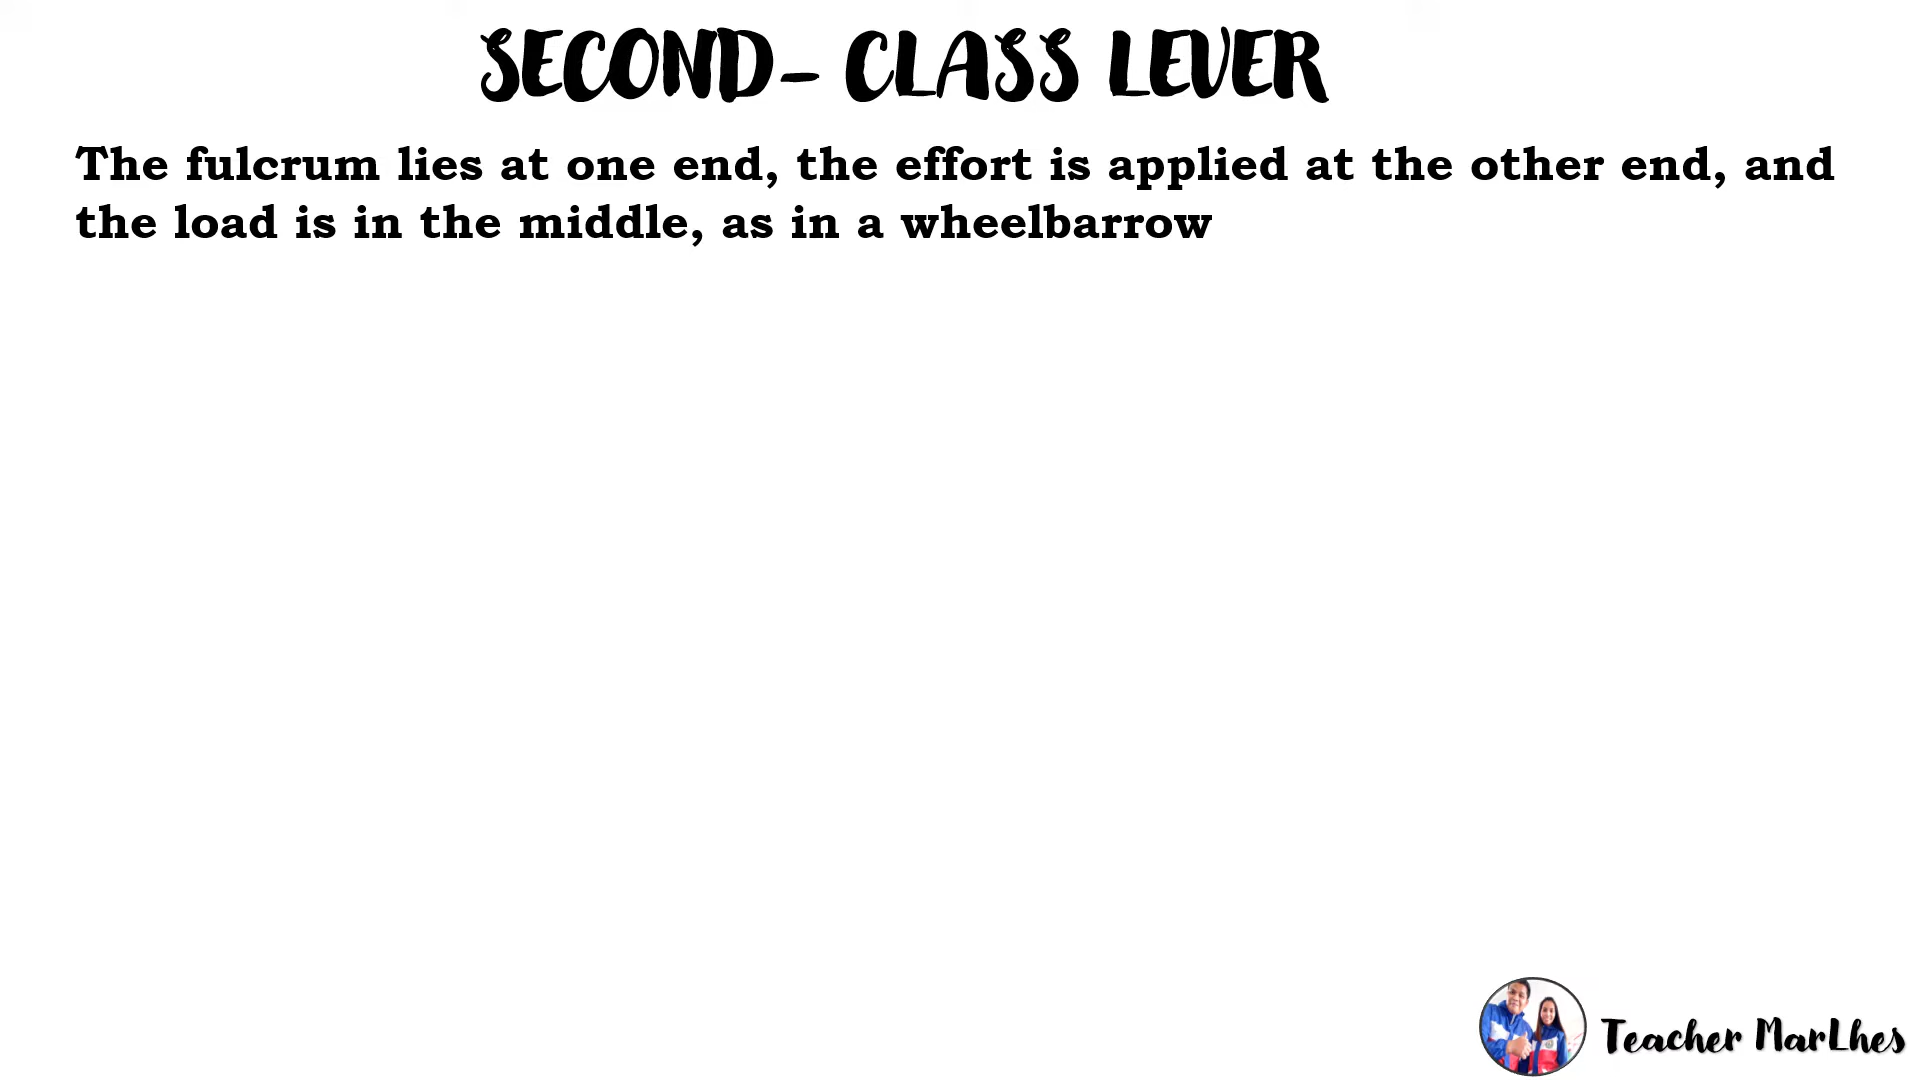 SECOND- CLASS LEVER
The fulcrum lies at one end, the effort is applied at the other end, and
the load is in the middle, as in a wheelbarrow
Teacher MarLhes